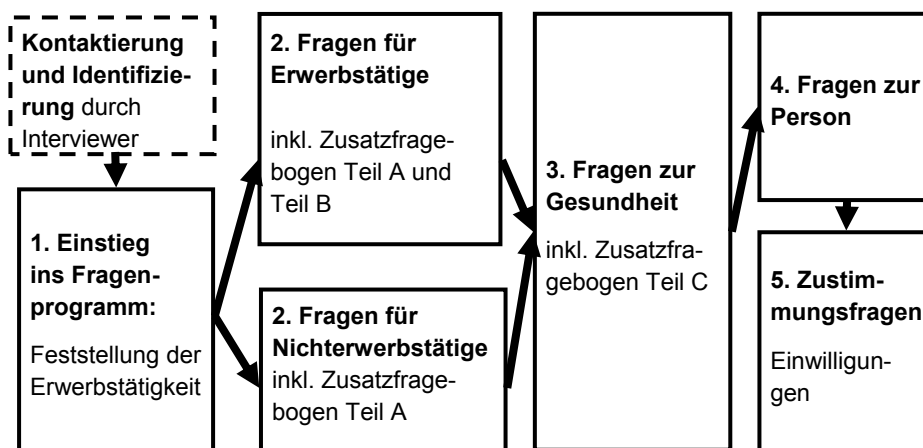 Kontaktierung
und Identifizie-
rung durch
Interviewer
1. Einstieg
ins Fragen-
programm:
Feststellung der
Erwerbstätigkeit
2. Fragen für
Erwerbstätige
inkl. Zusatzfrage-
bogen Teil A und
Teil B
2. Fragen für
Nichterwerbstätige
inkl. Zusatzfrage-
bogen Teil A
3. Fragen zur
Gesundheit
inkl. Zusatzfra-
gebogen Teil C
4. Fragen zur
Person
5. Zustim-
mungsfragen
Einwilligun-
gen